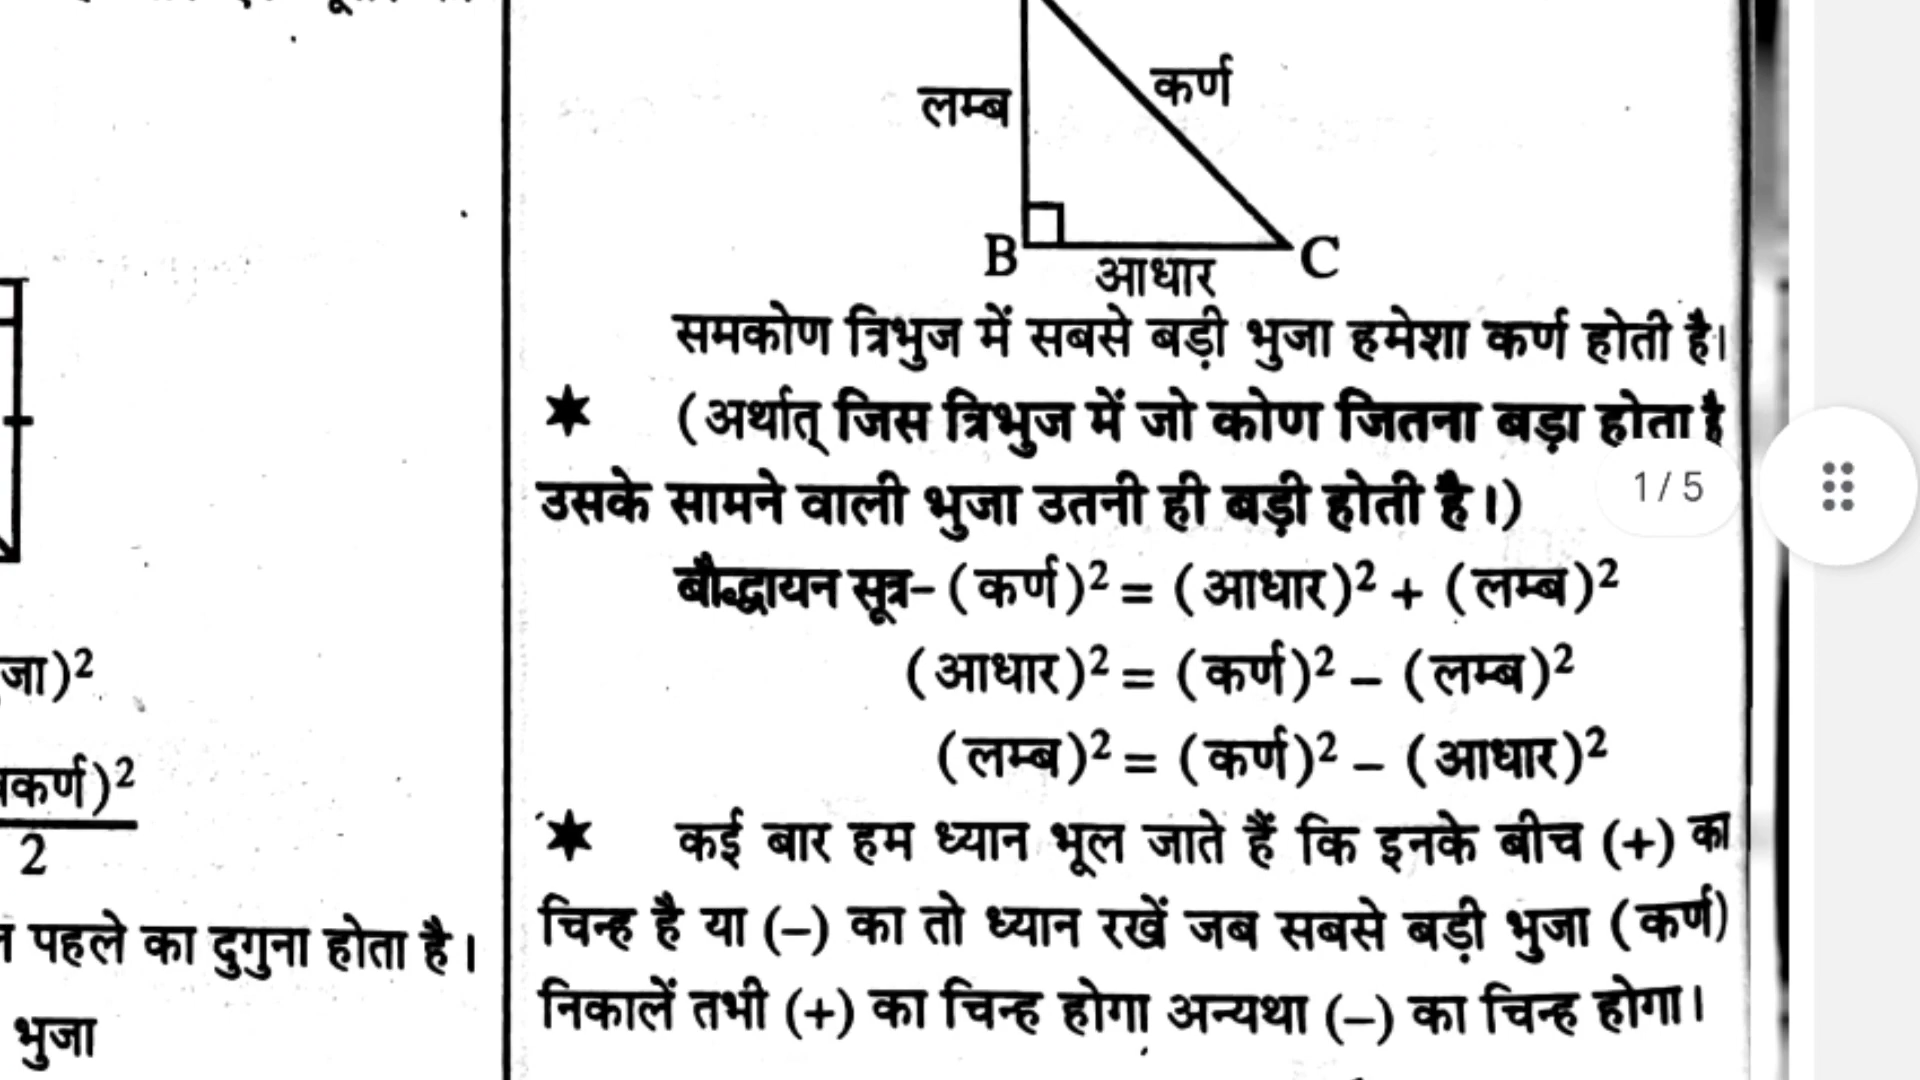 जा)²
कर्ण)²
2
पहले का दुगुना होता है।
भुजा
लम्ब
कर्ण
B
C
आधार
समकोण त्रिभुज में सबसे बड़ी भुजा हमेशा कर्ण होती है।
★ (अर्थात् जिस त्रिभुज में जो कोण जितना बड़ा होता है
उसके सामने वाली भुजा उतनी ही बड़ी होती है।)
1/5
बौद्धायन सूत्र– (कर्ण)² = (आधार)² + (लम्ब)²
(आधार)² = (कर्ण)² – (लम्ब)²
(लम्ब)² = (कर्ण)² – (आधार)²
★ कई बार हम ध्यान भूल जाते हैं कि इनके बीच (+) का
चिन्ह है या (–) का तो ध्यान रखें जब सबसे बड़ी भुजा (कर्ण)
निकालें तभी (+) का चिन्ह होगा अन्यथा (–) का चिन्ह होगा।